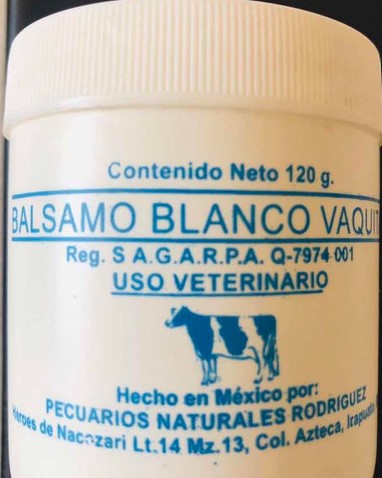 Contenido Neto 120 g.
BALSAMO BLANCO VAQUIT
Reg. S A.G.A.R.P.A. Q-7974 001
USO VETERINARIO
Hecho en México por:
PECUARIOS NATURALES RODRIGUEZ
Héroes de Nacozari Lt.14 Mz.13, Col. Azteca, Irapuato